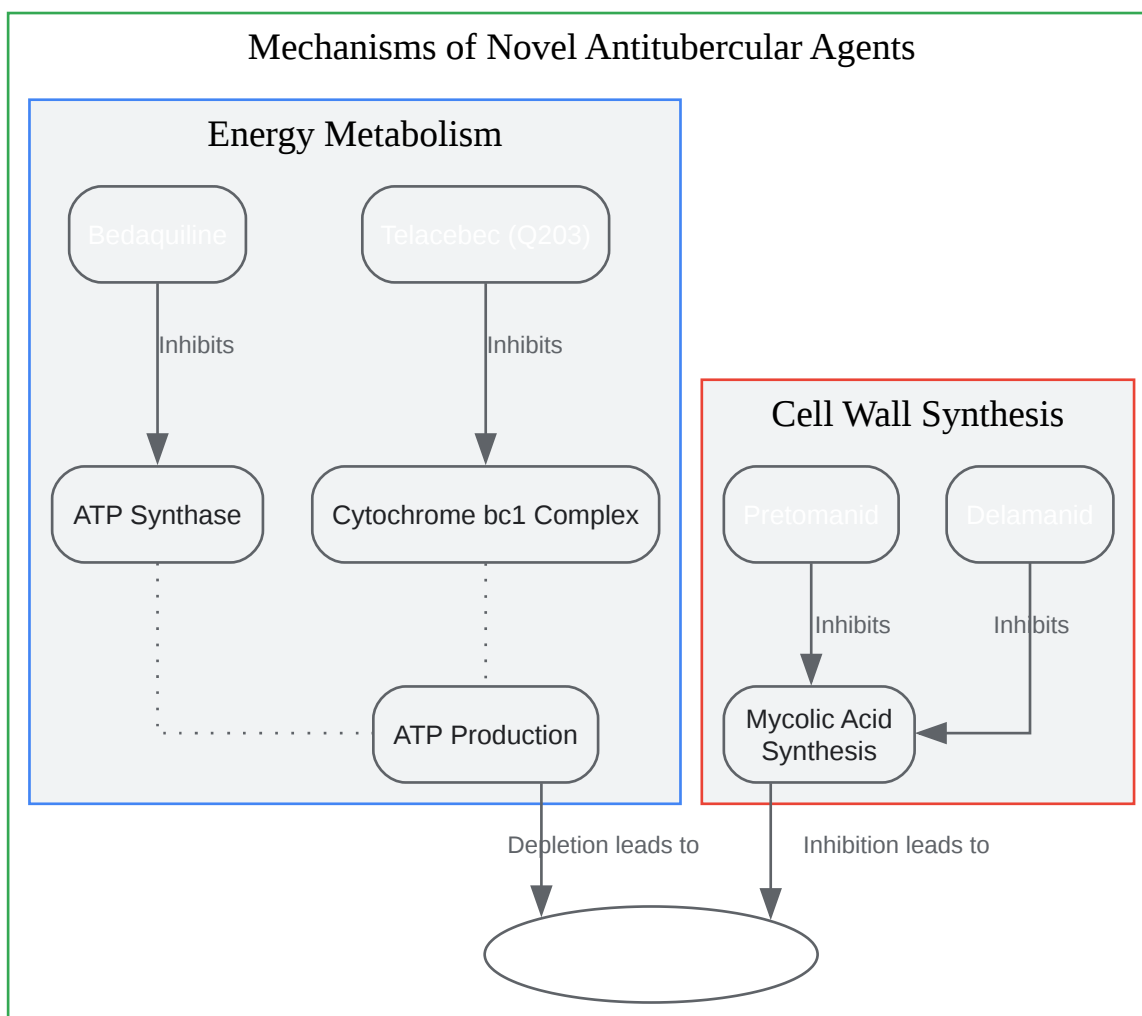 Mechanisms of Novel Antitubercular Agents
Energy Metabolism
Bedaquiline
Telacebec (Q203)
Inhibits
Inhibits
ATP Synthase
Cytochrome bc1 Complex
ATP Production
Cell Wall Synthesis
Pretomanid
Delamanid
Inhibits
Inhibits
Mycolic Acid
Synthesis
Depletion leads to
Inhibition leads to